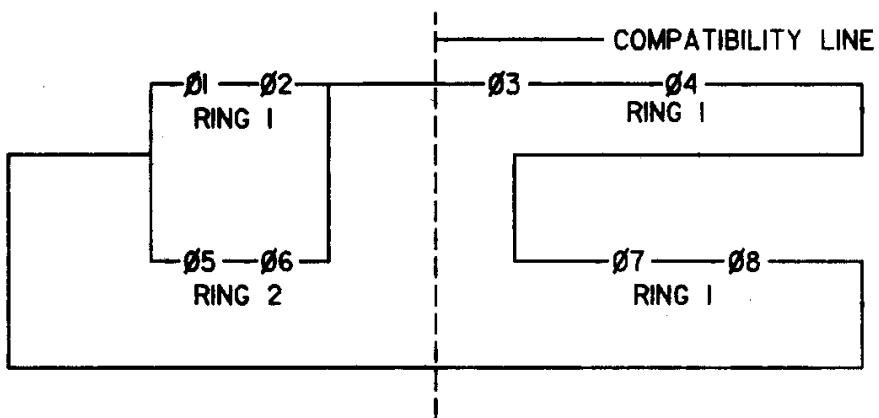 COMPATIBILITY LINE
Ø1 Ø2 Ø3 Ø4
RING 1 RING 1
Ø5 Ø6 Ø7 Ø8
RING 2 RING 1